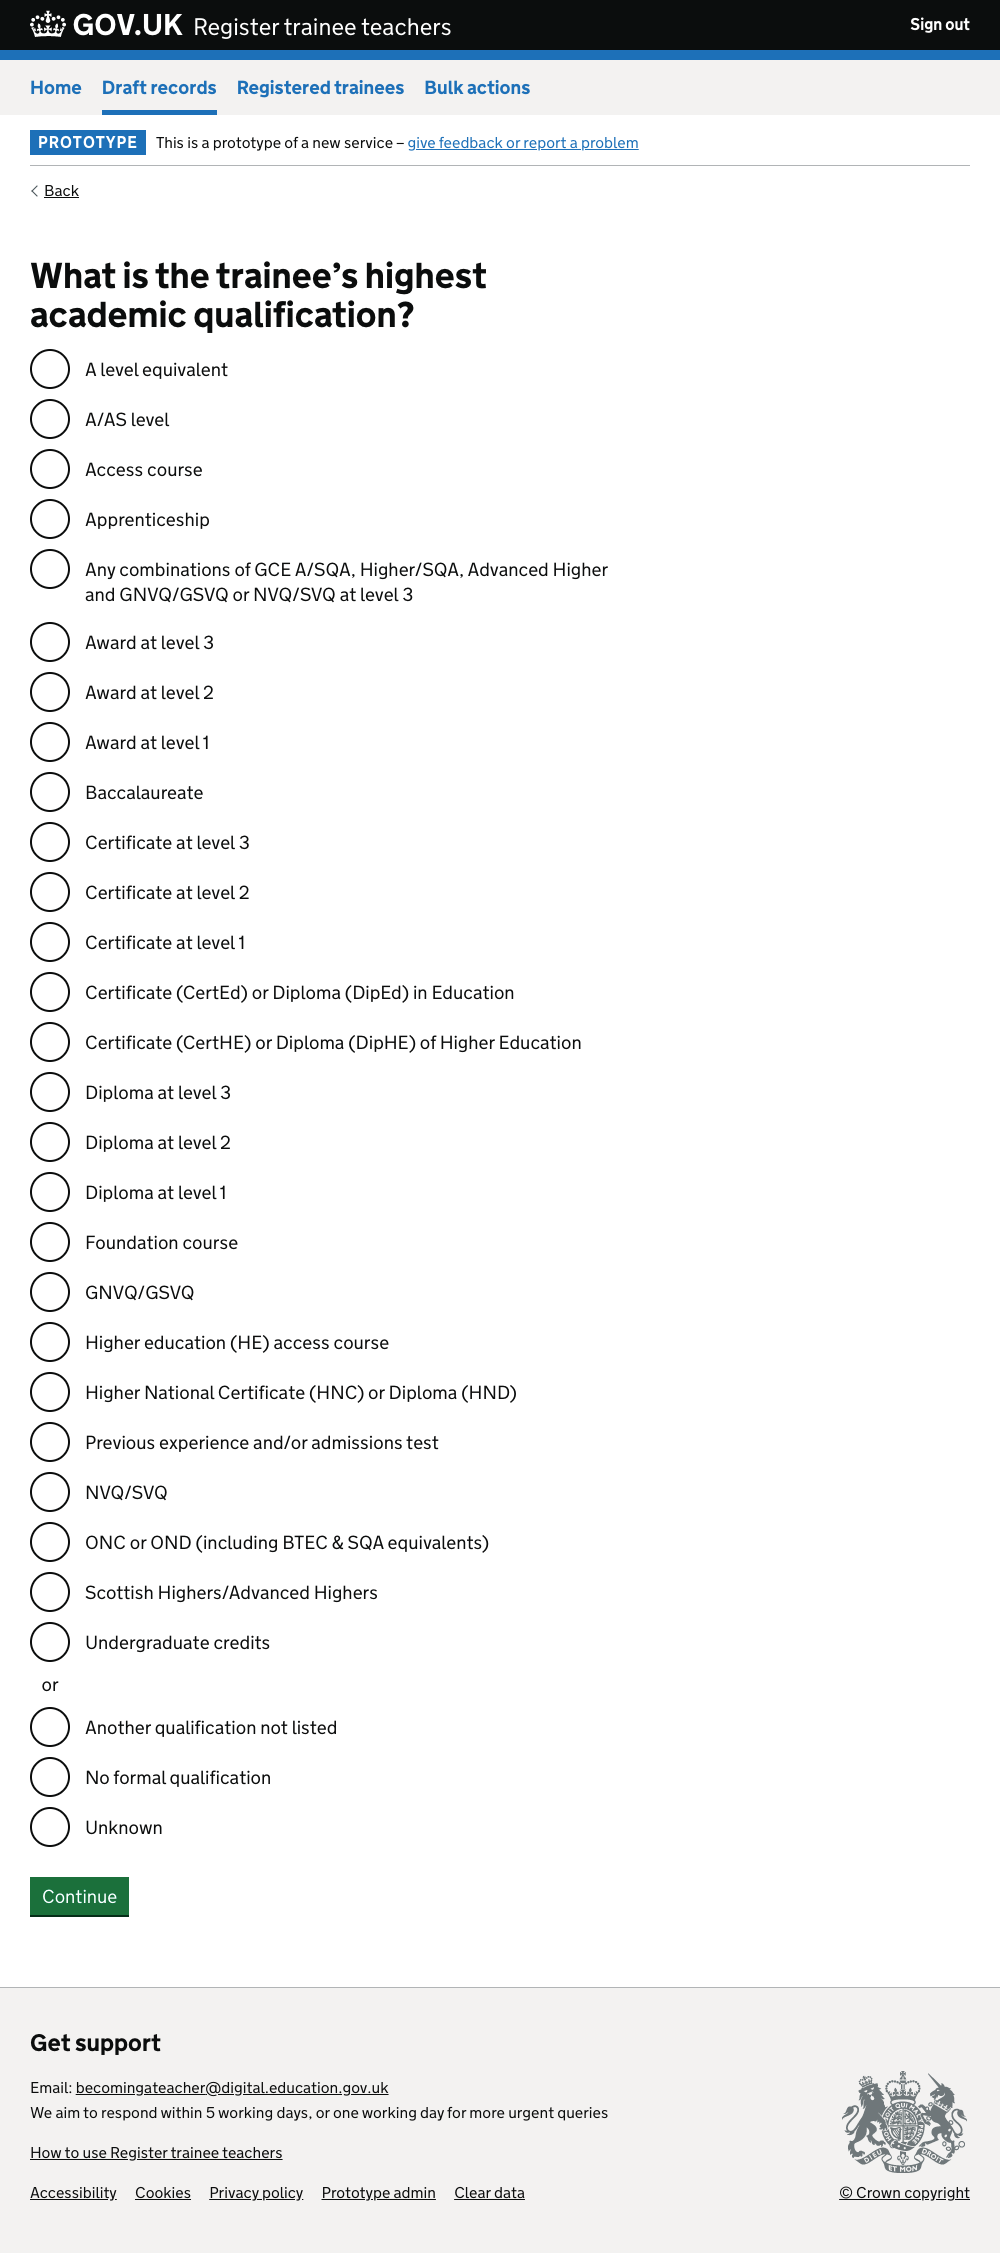 GOV.UK Register trainee teachers
Sign out
Home Draft records Registered trainees Bulk actions
PROTOTYPE This is a prototype of a new service – give feedback or report a problem
Back
What is the trainee’s highest
academic qualification?
A level equivalent
A/AS level
Access course
Apprenticeship
Any combinations of GCE A/SQA, Higher/SQA, Advanced Higher
and GNVQ/GSVQ or NVQ/SVQ at level 3
Award at level 3
Award at level 2
Award at level 1
Baccalaureate
Certificate at level 3
Certificate at level 2
Certificate at level 1
Certificate (CertEd) or Diploma (DipEd) in Education
Certificate (CertHE) or Diploma (DipHE) of Higher Education
Diploma at level 3
Diploma at level 2
Diploma at level 1
Foundation course
GNVQ/GSVQ
Higher education (HE) access course
Higher National Certificate (HNC) or Diploma (HND)
Previous experience and/or admissions test
NVQ/SVQ
ONC or OND (including BTEC & SQA equivalents)
Scottish Highers/Advanced Highers
Undergraduate credits
or
Another qualification not listed
No formal qualification
Unknown
Continue
Get support
Email: becomingateacher@digital.education.gov.uk
We aim to respond within 5 working days, or one working day for more urgent queries
How to use Register trainee teachers
Accessibility Cookies Privacy policy Prototype admin Clear data
DIEU ET MON DROIT
© Crown copyright